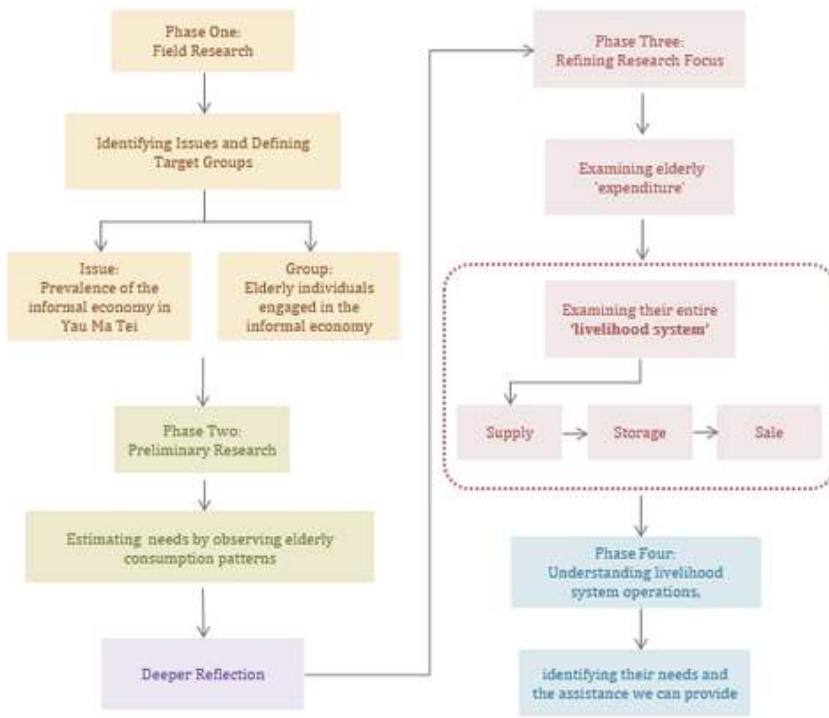 Phase One:
Field Research
Identifying Issues and Defining
Target Groups
Issue:
Prevalence of the
informal economy in
Yau Ma Tei
Group:
Elderly individuals
engaged in the
informal economy
Phase Two:
Preliminary Research
Estimating needs by observing elderly
consumption patterns
Deeper Reflection
Phase Three:
Refining Research Focus
Examining elderly
'expenditure'
Examining their entire
'livelihood system'
Supply
Storage
Sale
Phase Four:
Understanding livelihood
system operations.
identifying their needs and
the assistance we can provide